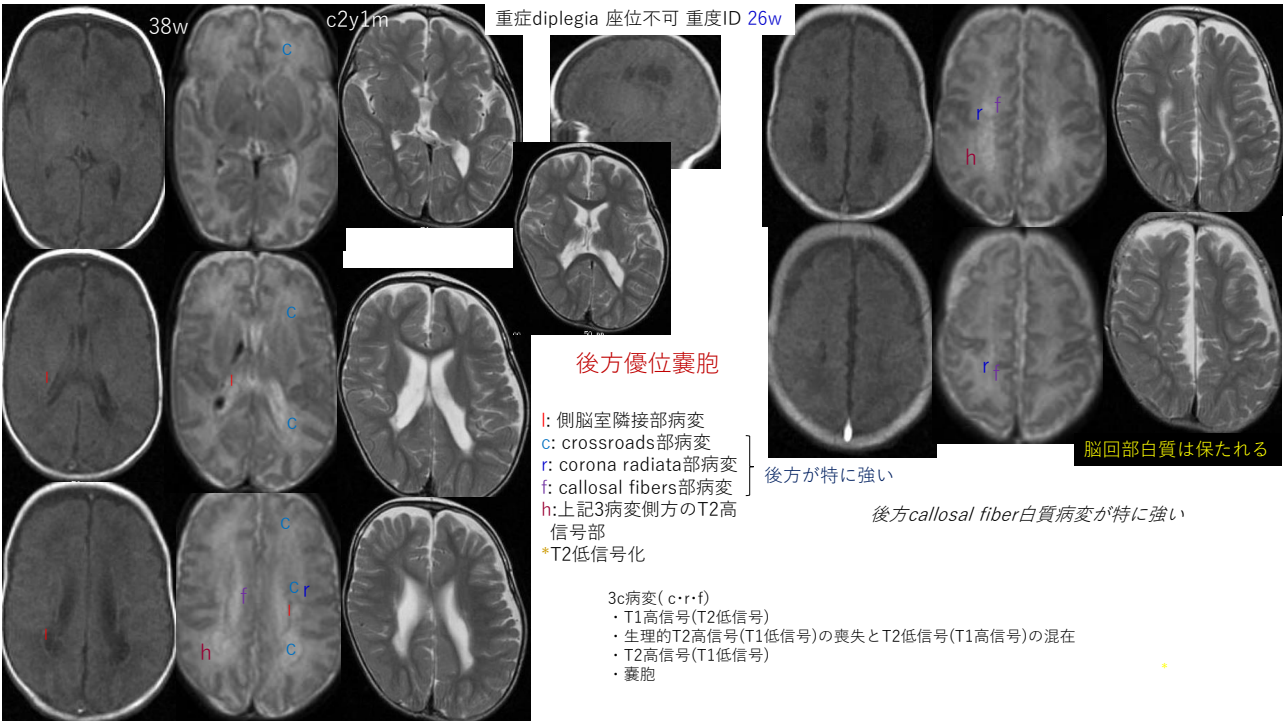 38w
c2y1m
重症diplegia 座位不可 重度ID 26w
c
r f
h
l
c
l
c
r f
c
f
c r
l
l
h
c
後方優位嚢胞
l: 側脳室隣接部病変
c: crossroads部病変
r: corona radiata部病変
f: callosal fibers部病変
h:上記3病変側方のT2高
信号部
*T2低信号化
後方が特に強い
脳回部白質は保たれる
後方callosal fiber白質病変が特に強い
3c病変( c・r・f)
・T1高信号(T2低信号)
・生理的T2高信号(T1低信号)の喪失とT2低信号(T1高信号)の混在
・T2高信号(T1低信号)
・嚢胞